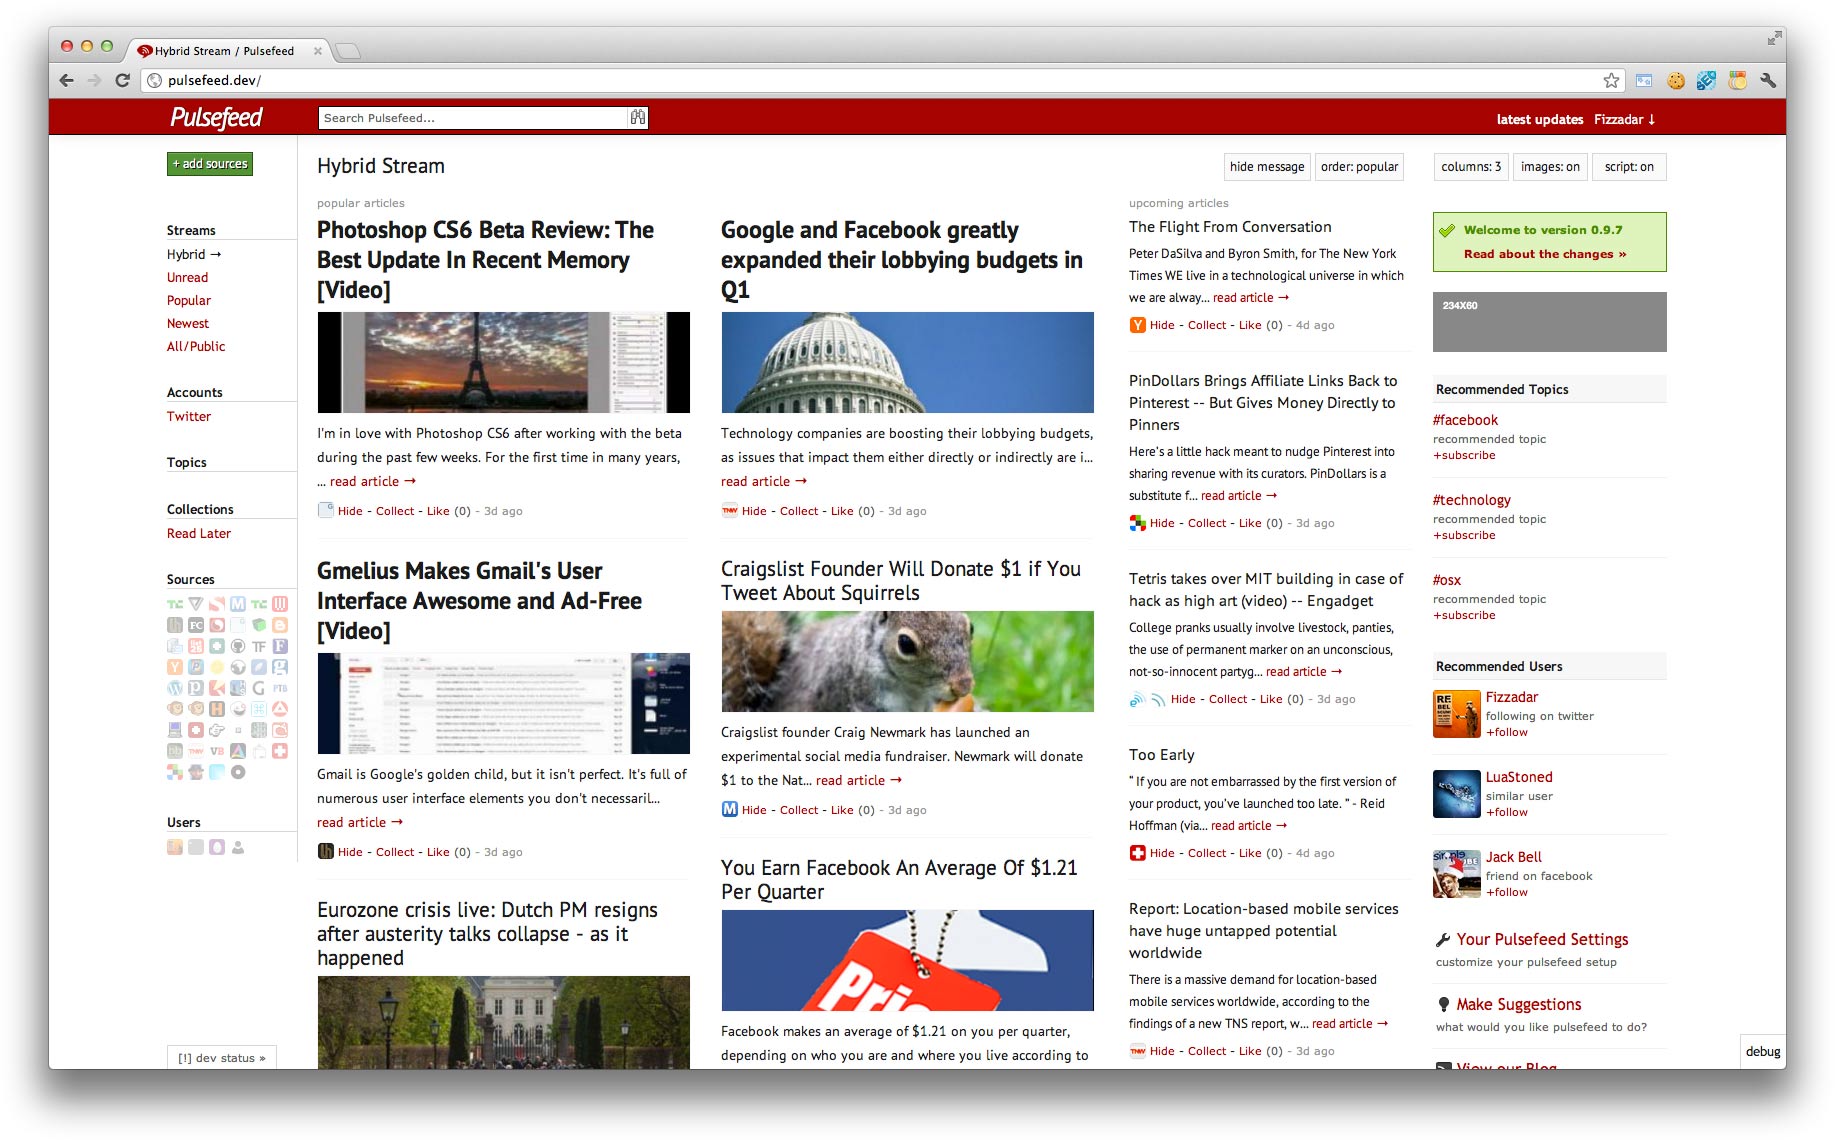 Hybrid Stream / Pulsefeed
pulsefeed.dev/
Pulsefeed
Search Pulsefeed...
latest updates
Fizzadar ↓
+ add sources
Streams
Hybrid →
Unread
Popular
Newest
All/Public
Accounts
Twitter
Topics
Collections
Read Later
Sources
Users
[!] dev status »
Hybrid Stream
hide message
order: popular
columns: 3
images: on
script: on
popular articles
Photoshop CS6 Beta Review: The
Best Update In Recent Memory
[Video]
I'm in love with Photoshop CS6 after working with the beta
during the past few weeks. For the first time in many years,
... read article →
Hide - Collect - Like (0) - 3d ago
Gmelius Makes Gmail's User
Interface Awesome and Ad-Free
[Video]
Gmail is Google's golden child, but it isn't perfect. It's full of
numerous user interface elements you don't necessaril...
read article →
Hide - Collect - Like (0) - 3d ago
Eurozone crisis live: Dutch PM resigns
after austerity talks collapse - as it
happened
Google and Facebook greatly
expanded their lobbying budgets in
Q1
Technology companies are boosting their lobbying budgets,
as issues that impact them either directly or indirectly are i...
read article →
TNW Hide - Collect - Like (0) - 3d ago
Craigslist Founder Will Donate $1 if You
Tweet About Squirrels
Craigslist founder Craig Newmark has launched an
experimental social media fundraiser. Newmark will donate
$1 to the Nat... read article →
M Hide - Collect - Like (0) - 3d ago
You Earn Facebook An Average Of $1.21
Per Quarter
Pric
Facebook makes an average of $1.21 on you per quarter,
depending on who you are and where you live according to
upcoming articles
The Flight From Conversation
Peter DaSilva and Byron Smith, for The New York
Times WE live in a technological universe in which
we are alway... read article →
Y Hide - Collect - Like (0) - 4d ago
PinDollars Brings Affiliate Links Back to
Pinterest -- But Gives Money Directly to
Pinners
Here's a little hack meant to nudge Pinterest into
sharing revenue with its curators. PinDollars is a
substitute f... read article →
Hide - Collect - Like (0) - 3d ago
Tetris takes over MIT building in case of
hack as high art (video) -- Engadget
College pranks usually involve livestock, panties,
the use of permanent marker on an unconscious,
not-so-innocent partyg... read article →
Hide - Collect - Like (0) - 3d ago
Too Early
" If you are not embarrassed by the first version of
your product, you've launched too late. " - Reid
Hoffman (via... read article →
Hide - Collect - Like (0) - 4d ago
Report: Location-based mobile services
have huge untapped potential
worldwide
There is a massive demand for location-based
mobile services worldwide, according to the
findings of a new TNS report, w... read article →
TNW Hide - Collect - Like (0) - 3d ago
Welcome to version 0.9.7
Read about the changes »
234X60
Recommended Topics
#facebook
recommended topic
+subscribe
#technology
recommended topic
+subscribe
#osx
recommended topic
+subscribe
Recommended Users
Fizzadar
following on twitter
+follow
LuaStoned
similar user
+follow
Jack Bell
friend on facebook
+follow
Your Pulsefeed Settings
customize your pulsefeed setup
Make Suggestions
what would you like pulsefeed to do?
View our Blog
debug